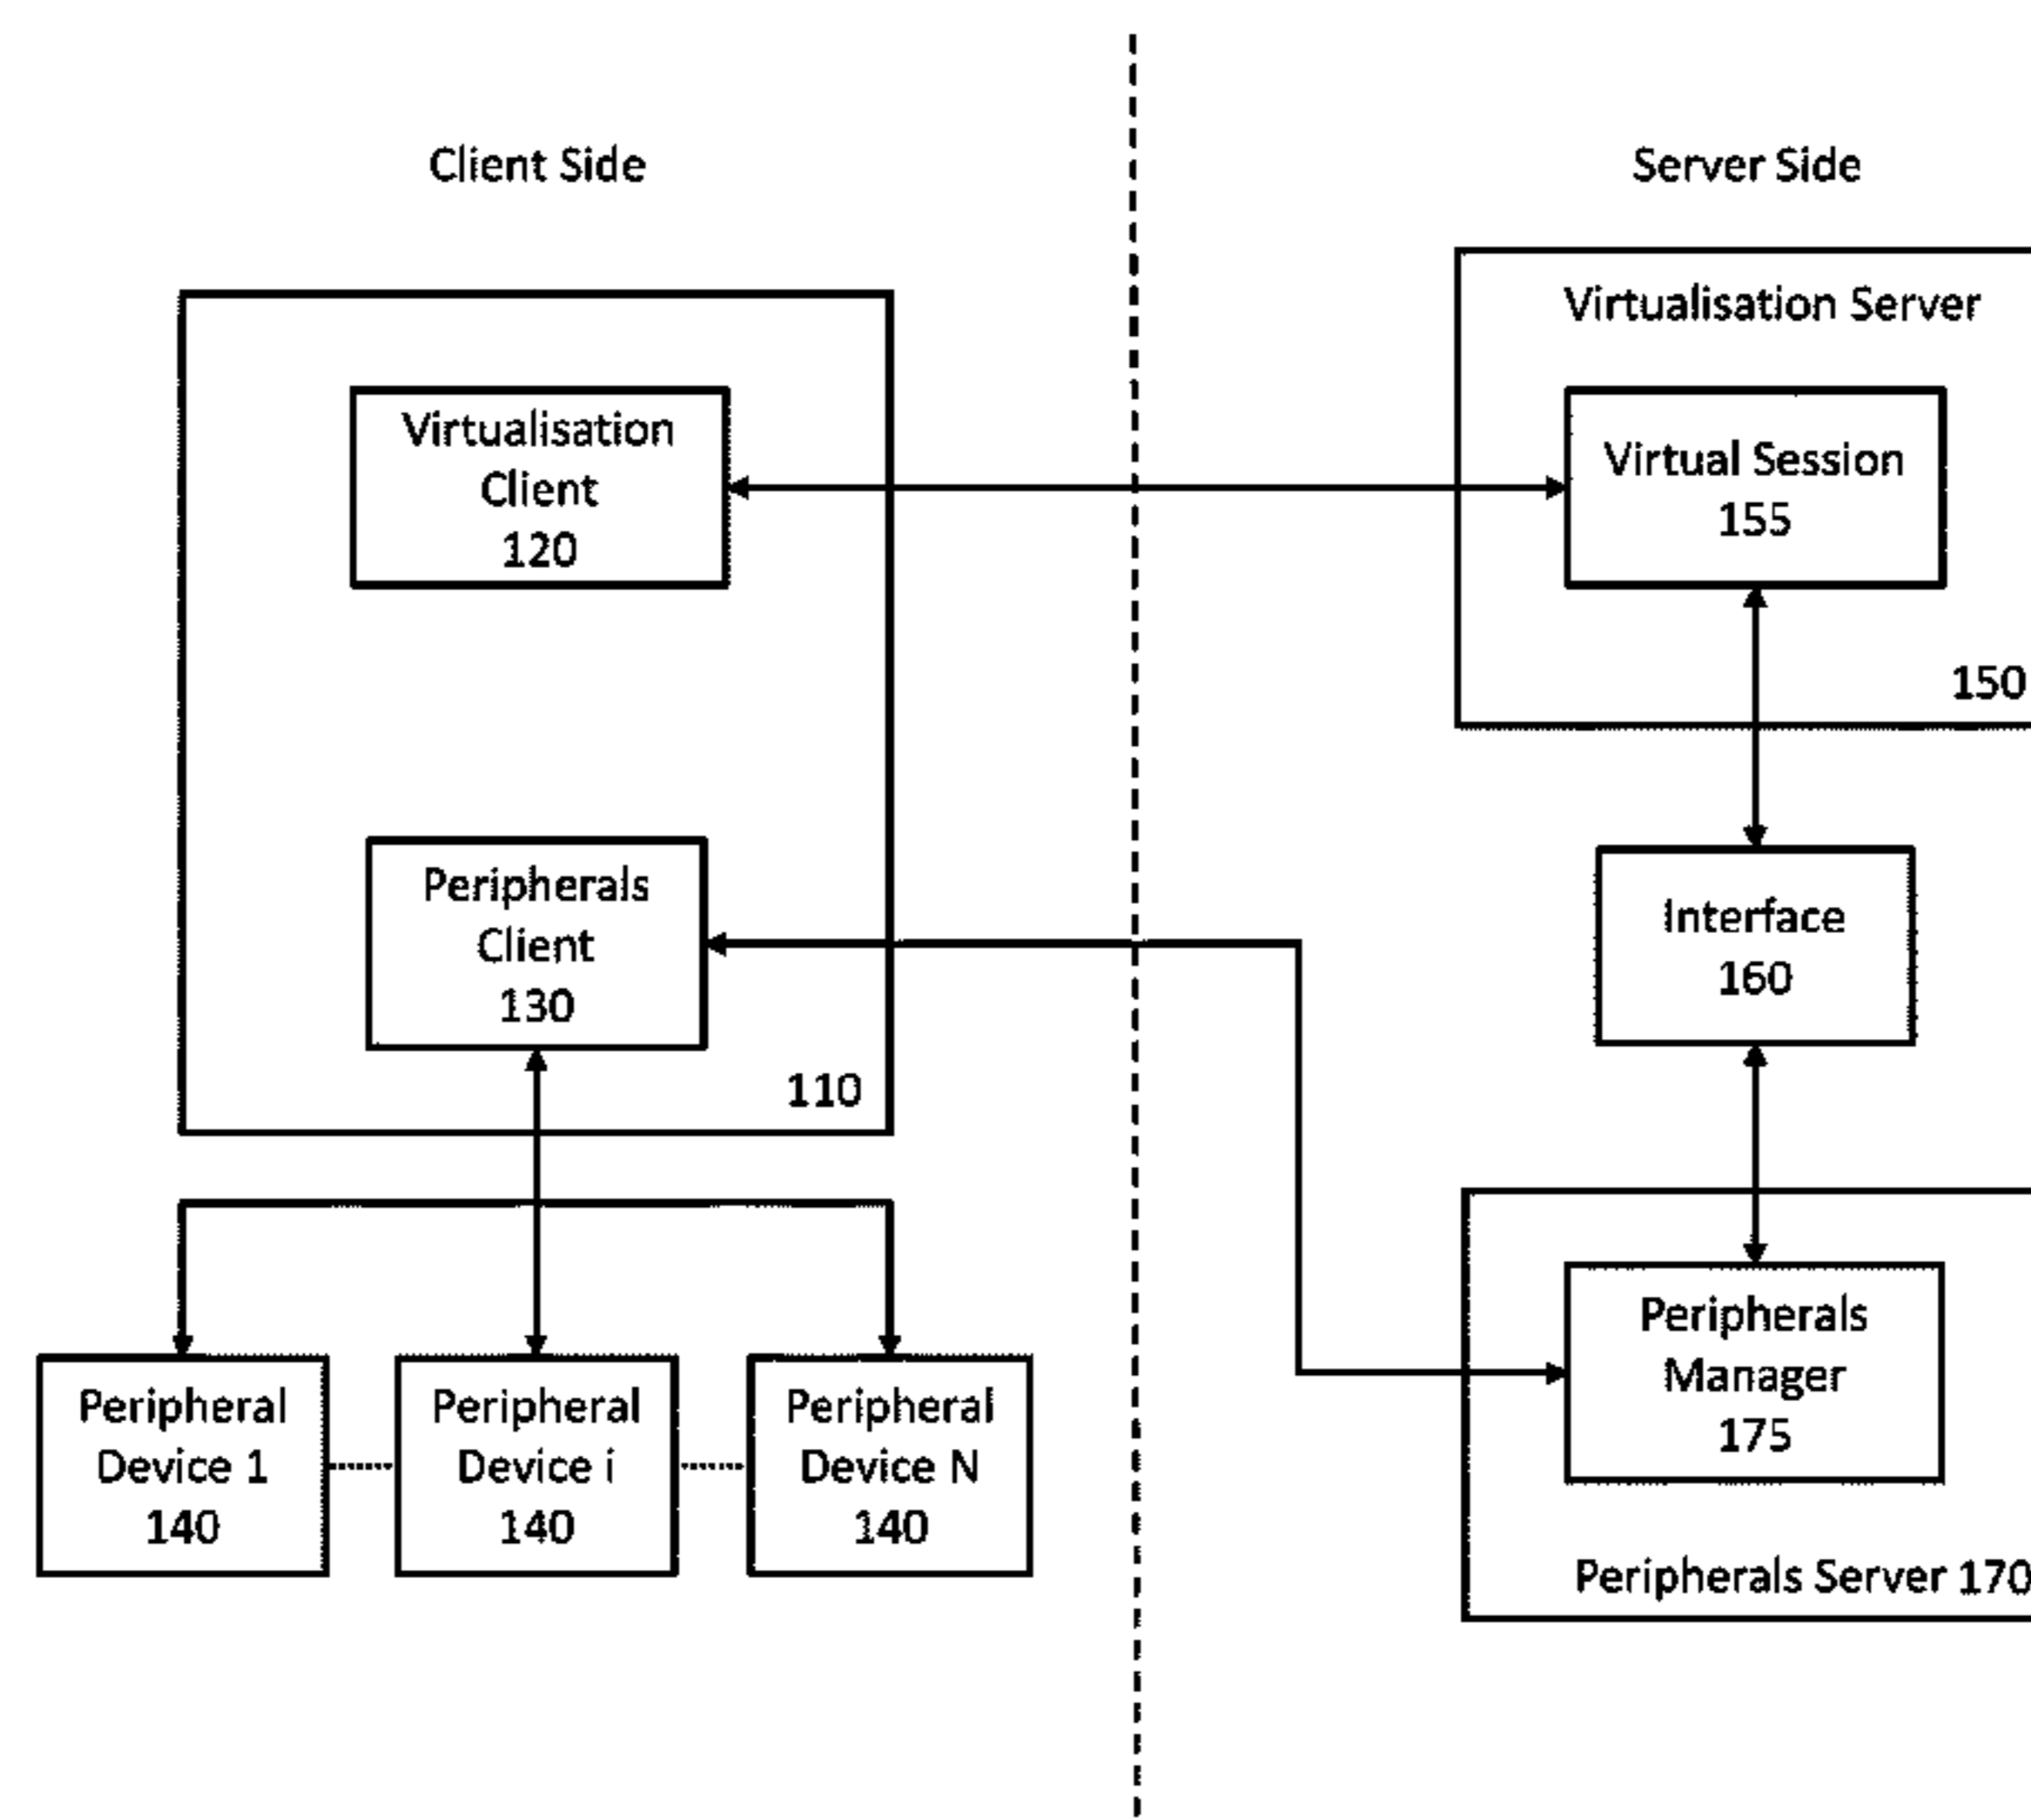 Client Side
Server Side
Virtualisation Server
Virtualisation
Client
120
Virtual Session
155
150
Peripherals
Client
130
110
Interface
160
Peripheral
Device 1
140
Peripheral
Device i
140
Peripheral
Device N
140
Peripherals
Manager
175
Peripherals Server 170